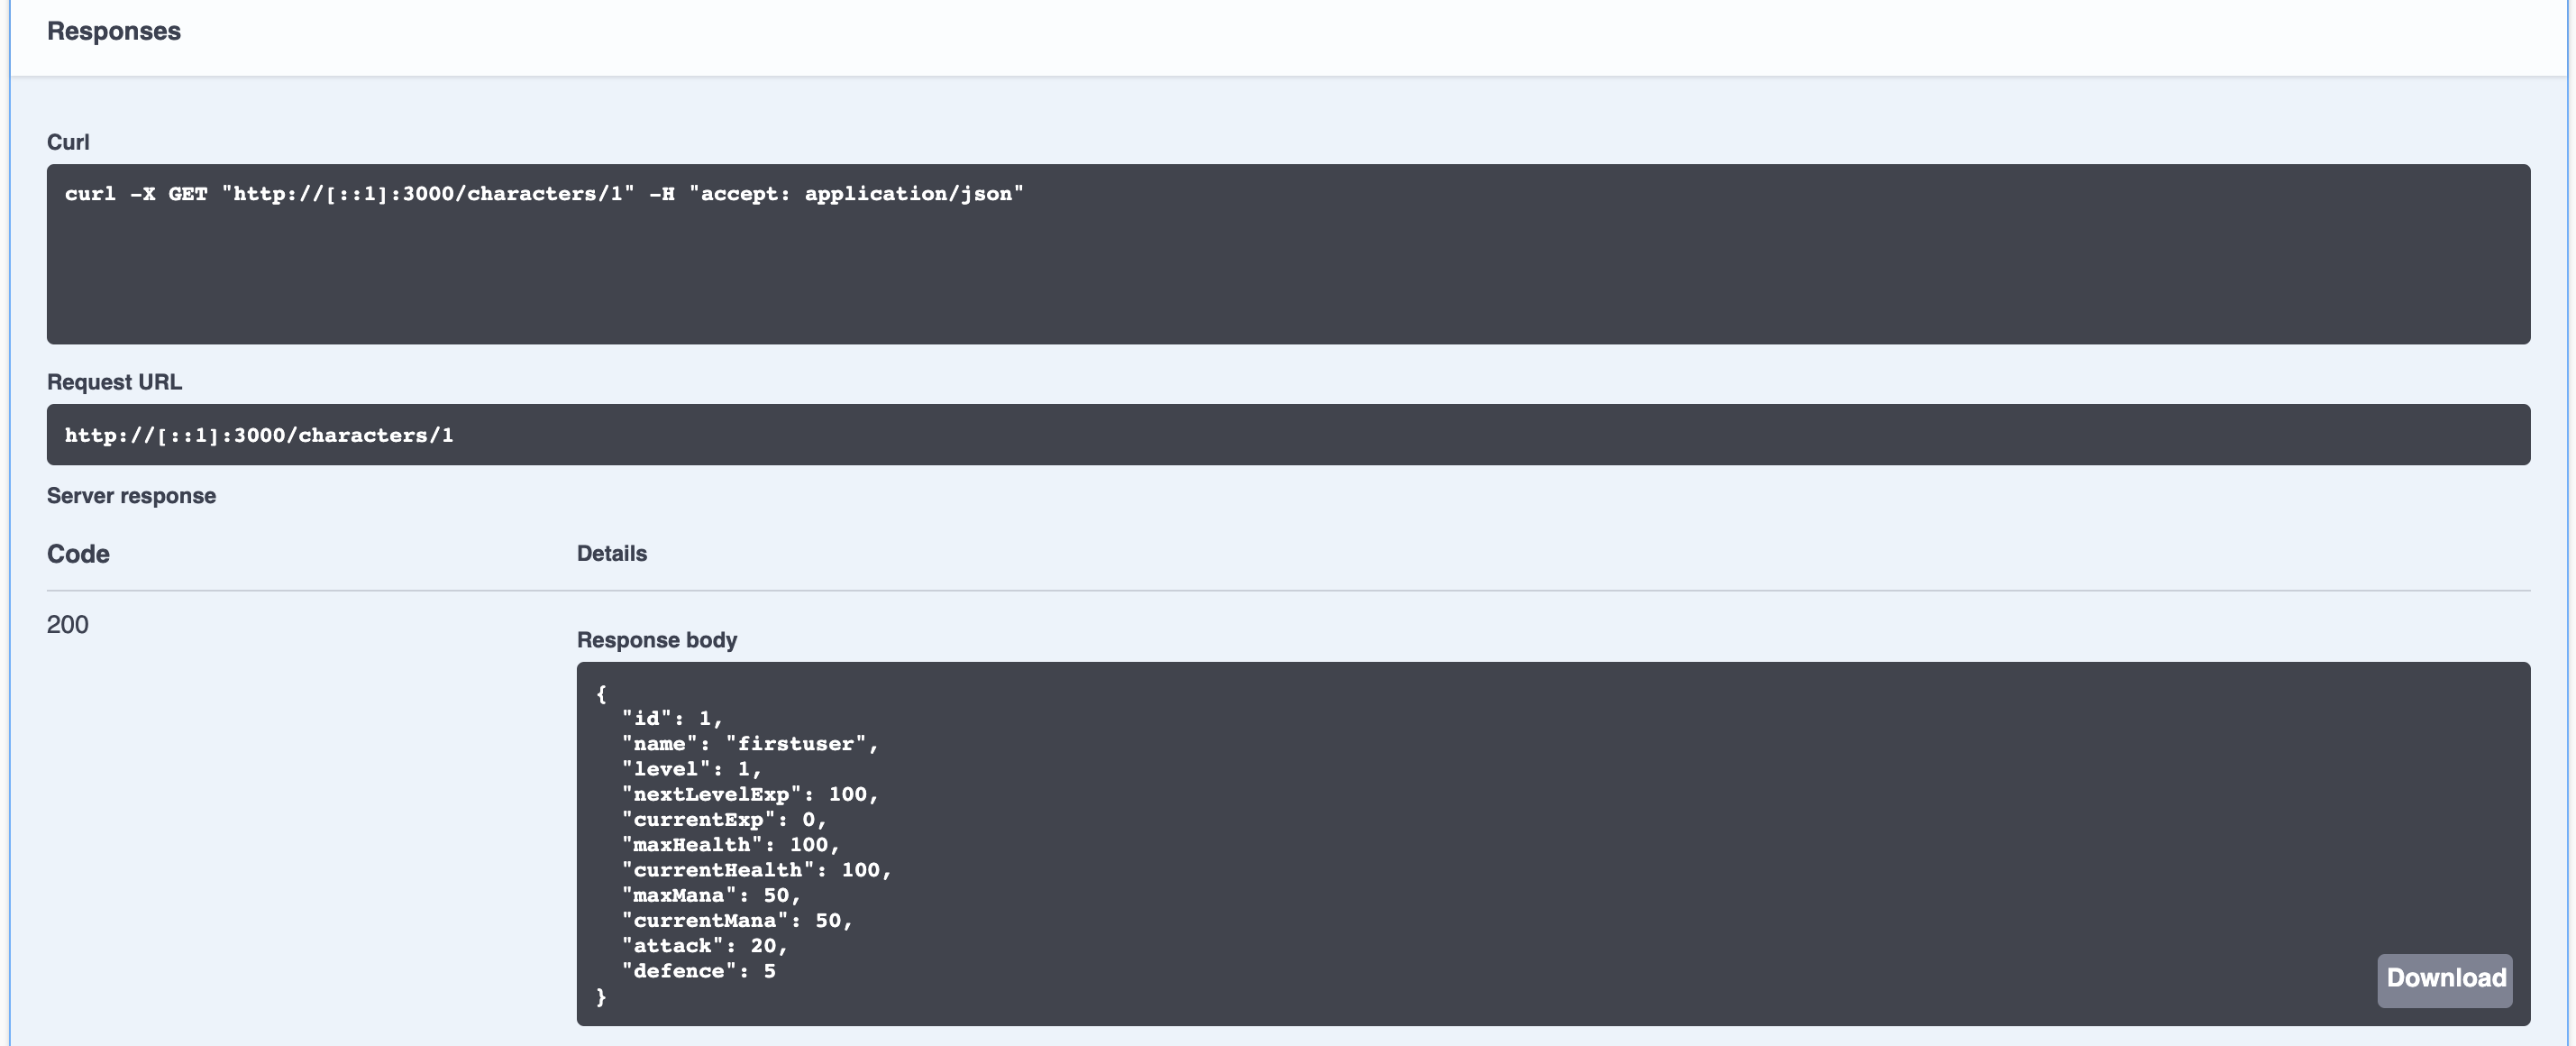 Responses
Curl
curl -X GET "http://[::1]:3000/characters/1" -H "accept: application/json"
Request URL
http://[::1]:3000/characters/1
Server response
Code Details
200
Response body
{
  "id": 1,
  "name": "firstuser",
  "level": 1,
  "nextLevelExp": 100,
  "currentExp": 0,
  "maxHealth": 100,
  "currentHealth": 100,
  "maxMana": 50,
  "currentMana": 50,
  "attack": 20,
  "defence": 5
}
Download